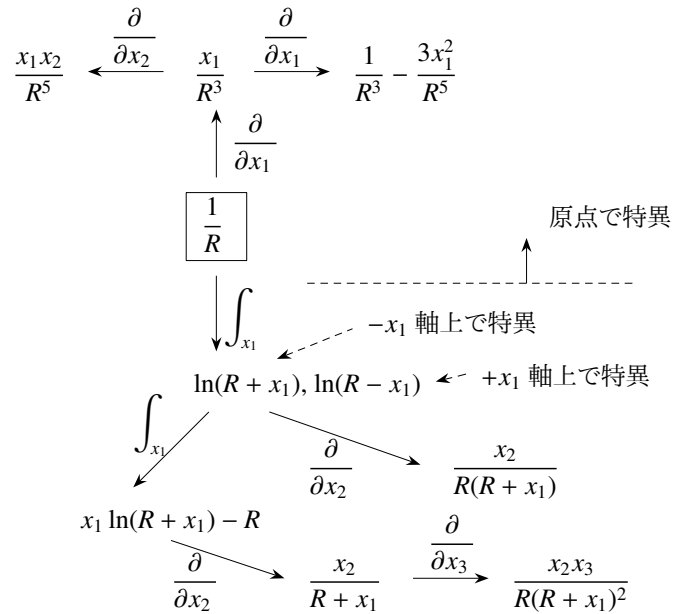 x₁x₂/R⁵ ∂/∂x₂ x₁/R³ ∂/∂x₁ 1/R³ − 3x₁²/R⁵
∂/∂x₁
1/R
原点で特異
∫x₁
−x₁ 軸上で特異
ln(R + x₁), ln(R − x₁) +x₁ 軸上で特異
∫x₁
∂/∂x₂ x₂/R(R + x₁)
x₁ ln(R + x₁) − R
∂/∂x₂ x₂/R + x₁ ∂/∂x₃ x₂x₃/R(R + x₁)²